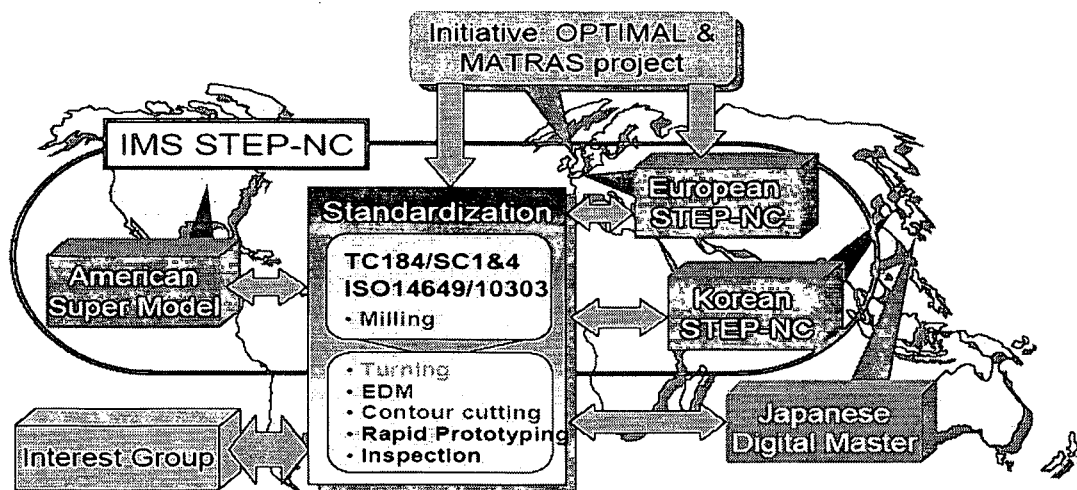 Initiative: OPTIMAL &
MATRAS project
IMS STEP-NC
European
STEP-NC
Standardization
TC184/SC1&4
ISO14649/10303
• Milling
American
Super Model
Korean
STEP-NC
• Turning
• EDM
• Contour cutting
• Rapid Prototyping
• Inspection
Japanese
Digital Master
Interest Group